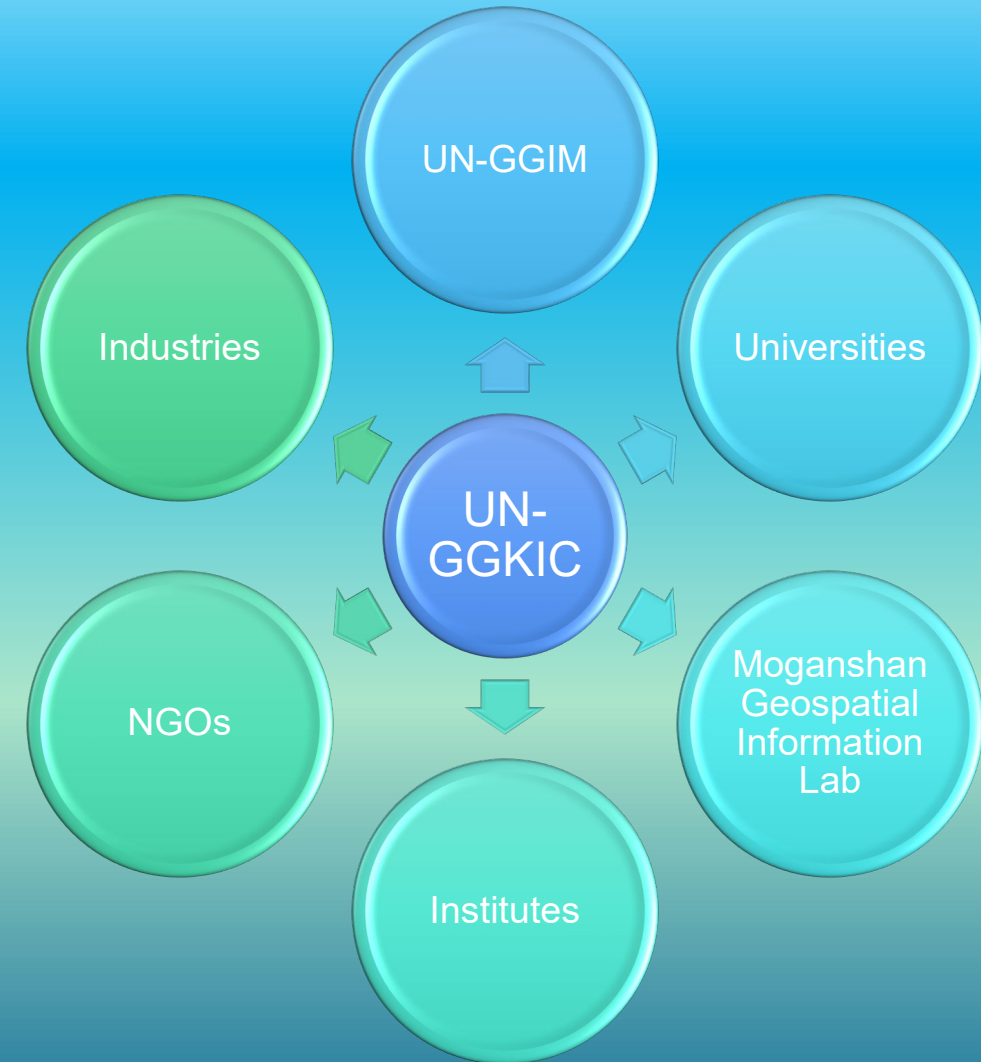 UN-GGIM
Industries
Universities
UN-
GGKIC
NGOs
Moganshan
Geospatial
Information
Lab
Institutes